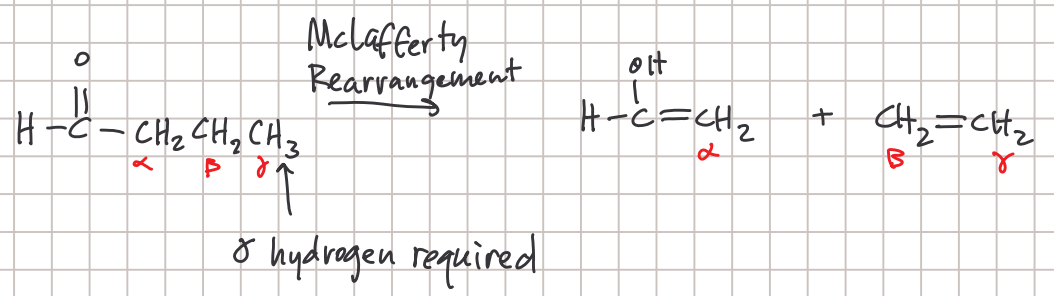 Mclafferty
Rearrangement
O
OH
H-C-CH2CH2CH3
H-C=CH2 + CH2=CH2
α β γ
α β γ
γ hydrogen required